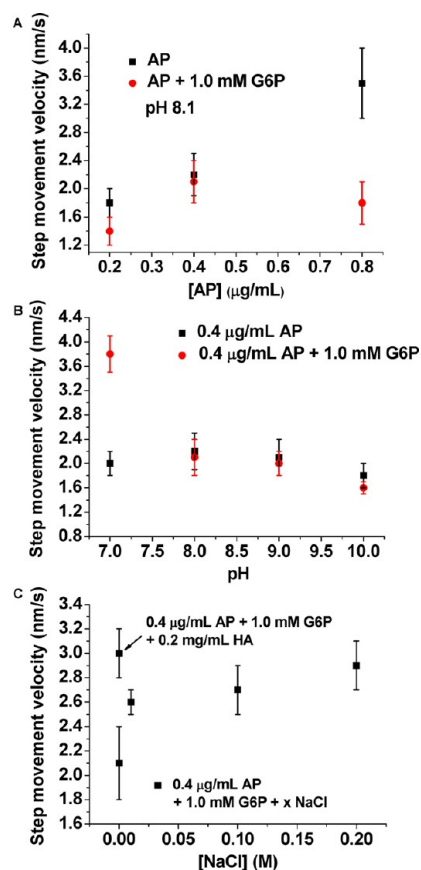 A
AP
AP + 1.0 mM G6P
pH 8.1
Step movement velocity (nm/s)
4.0
3.6
3.2
2.8
2.4
2.0
1.6
1.2
0.2 0.3 0.4 0.5 0.6 0.7 0.8
[AP] (μg/mL)
B
0.4 μg/mL AP
0.4 μg/mL AP + 1.0 mM G6P
Step movement velocity (nm/s)
4.0
3.6
3.2
2.8
2.4
2.0
1.6
1.2
0.8
7.0 7.5 8.0 8.5 9.0 9.5 10.0
pH
C
0.4 μg/mL AP + 1.0 mM G6P
+ 0.2 mg/mL HA
Step movement velocity (nm/s)
3.4
3.2
3.0
2.8
2.6
2.4
2.2
2.0
1.8
1.6
0.4 μg/mL AP
+ 1.0 mM G6P + x NaCl
0.00 0.05 0.10 0.15 0.20
[NaCl] (M)